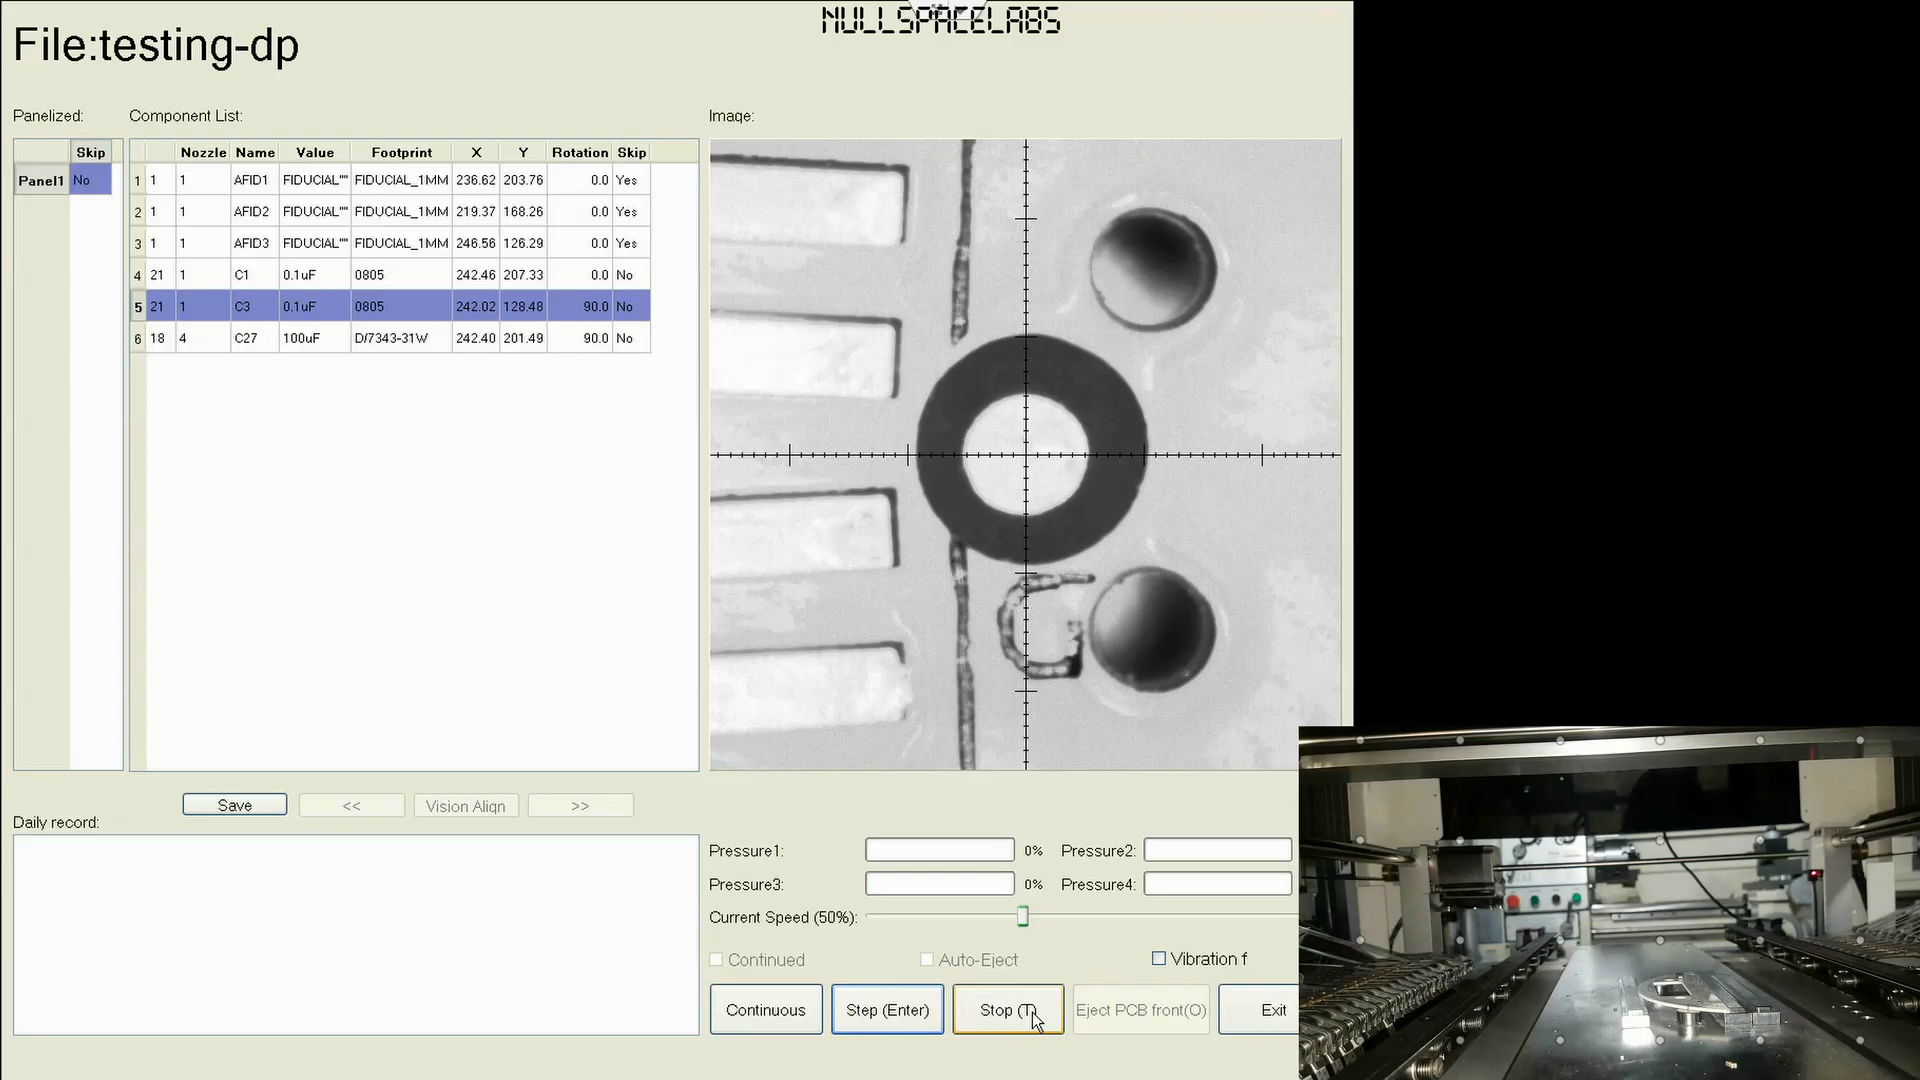 NULLSPACELABS
File:testing-dp
Panelized:
Component List:
Image:
Skip
Panel1 No
Nozzle Name Value Footprint X Y Rotation Skip
1 1 1 AFID1 FIDUCIAL"" FIDUCIAL_1MM 236.62 203.76 0.0 Yes
2 1 1 AFID2 FIDUCIAL"" FIDUCIAL_1MM 219.37 168.26 0.0 Yes
3 1 1 AFID3 FIDUCIAL"" FIDUCIAL_1MM 246.56 126.29 0.0 Yes
4 21 1 C1 0.1uF 0805 242.46 207.33 0.0 No
5 21 1 C3 0.1uF 0805 242.02 128.48 90.0 No
6 18 4 C27 100uF D/7343-31W 242.40 201.49 90.0 No
Save << Vision Align >>
Daily record:
Pressure1: 0% Pressure2:
Pressure3: 0% Pressure4:
Current Speed (50%):
Continued Auto-Eject Vibration f
Continuous Step (Enter) Stop (T) Eject PCB front(O) Exit